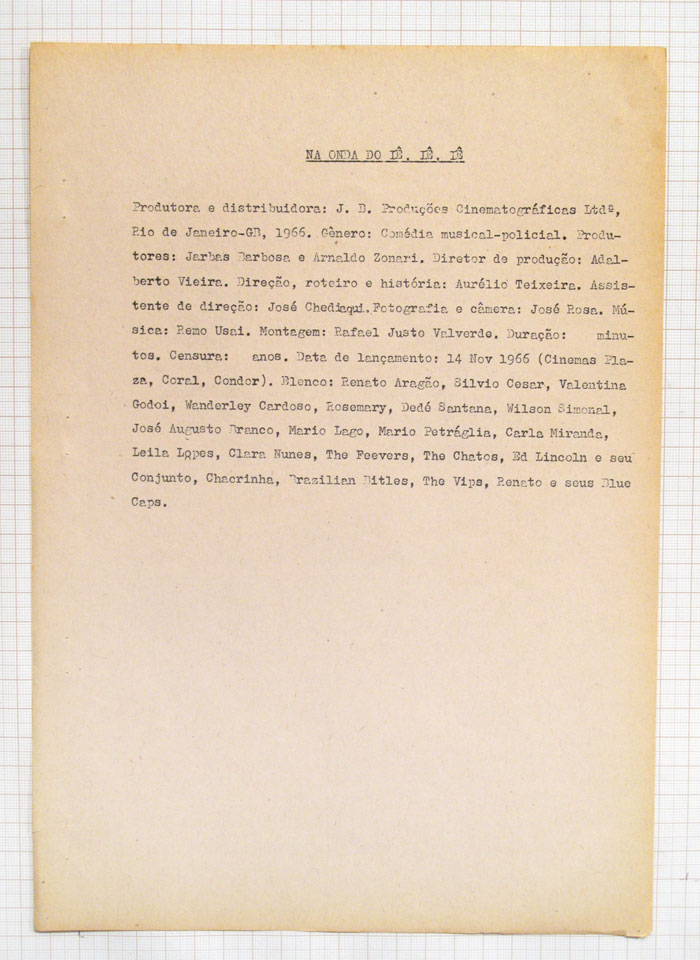 NA ONDA DO IÊ. IÊ. IÊ
Produtora e distribuidora: J. B. Produções Cinematográficas Ltdª,
Rio de Janeiro-GB, 1966. Gênero: Comédia musical-policial. Produ-
tores: Jarbas Barbosa e Arnaldo Zonari. Diretor de produção: Adal-
berto Vieira. Direção, roteiro e história: Aurélio Teixeira. Assis-
tente de direção: José Chediaqui. Fotografia e câmera: José Rosa. Mú-
sica: Remo Usai. Montagem: Rafael Justo Valverde. Duração: minu-
tos. Censura: anos. Data de lançamento: 14 Nov 1966 (Cinemas Pla-
za, Coral, Condor). Elenco: Renato Aragão, Silvio Cesar, Valentina
Godoi, Wanderley Cardoso, Rosemary, Dedé Santana, Wilson Simonal,
José Augusto Branco, Mario Lago, Mario Petráglia, Carla Miranda,
Leila Lopes, Clara Nunes, The Feevers, The Chatos, Ed Lincoln e seu
Conjunto, Chacrinha, Brazilian Bitles, The Vips, Renato e seus Blue
Caps.